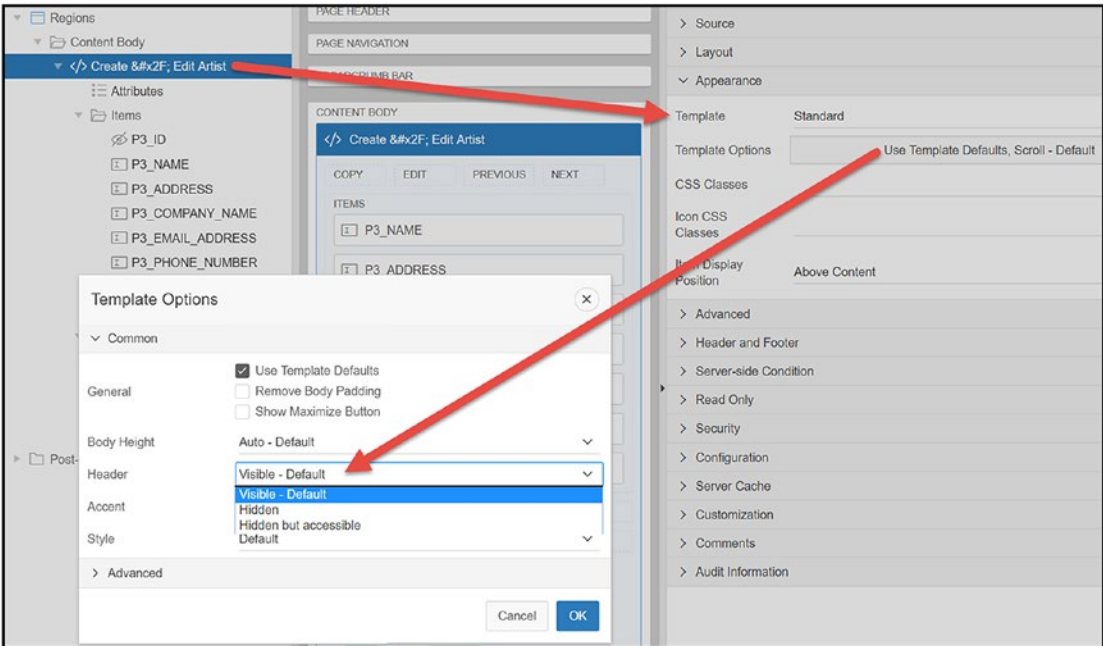 Regions
Content Body
</> Create &#x2F; Edit Artist
Attributes
Items
P3_ID
P3_NAME
P3_ADDRESS
P3_COMPANY_NAME
P3_EMAIL_ADDRESS
P3_PHONE_NUMBER
Post-
PAGE HEADER
PAGE NAVIGATION
BAR
CONTENT BODY
</> Create &#x2F; Edit Artist
COPY EDIT PREVIOUS NEXT
ITEMS
P3_NAME
P3_ADDRESS
Source
Layout
Appearance
Template Standard
Template Options Use Template Defaults, Scroll - Default
CSS Classes
Icon CSS
Classes
Display
Position Above Content
Advanced
Header and Footer
Server-side Condition
Read Only
Security
Configuration
Server Cache
Customization
Comments
Audit Information
Template Options
Common
General
Use Template Defaults
Remove Body Padding
Show Maximize Button
Body Height Auto - Default
Header Visible - Default
Visible - Default
Hidden
Hidden but accessible
Accent
Style Default
Advanced
Cancel OK